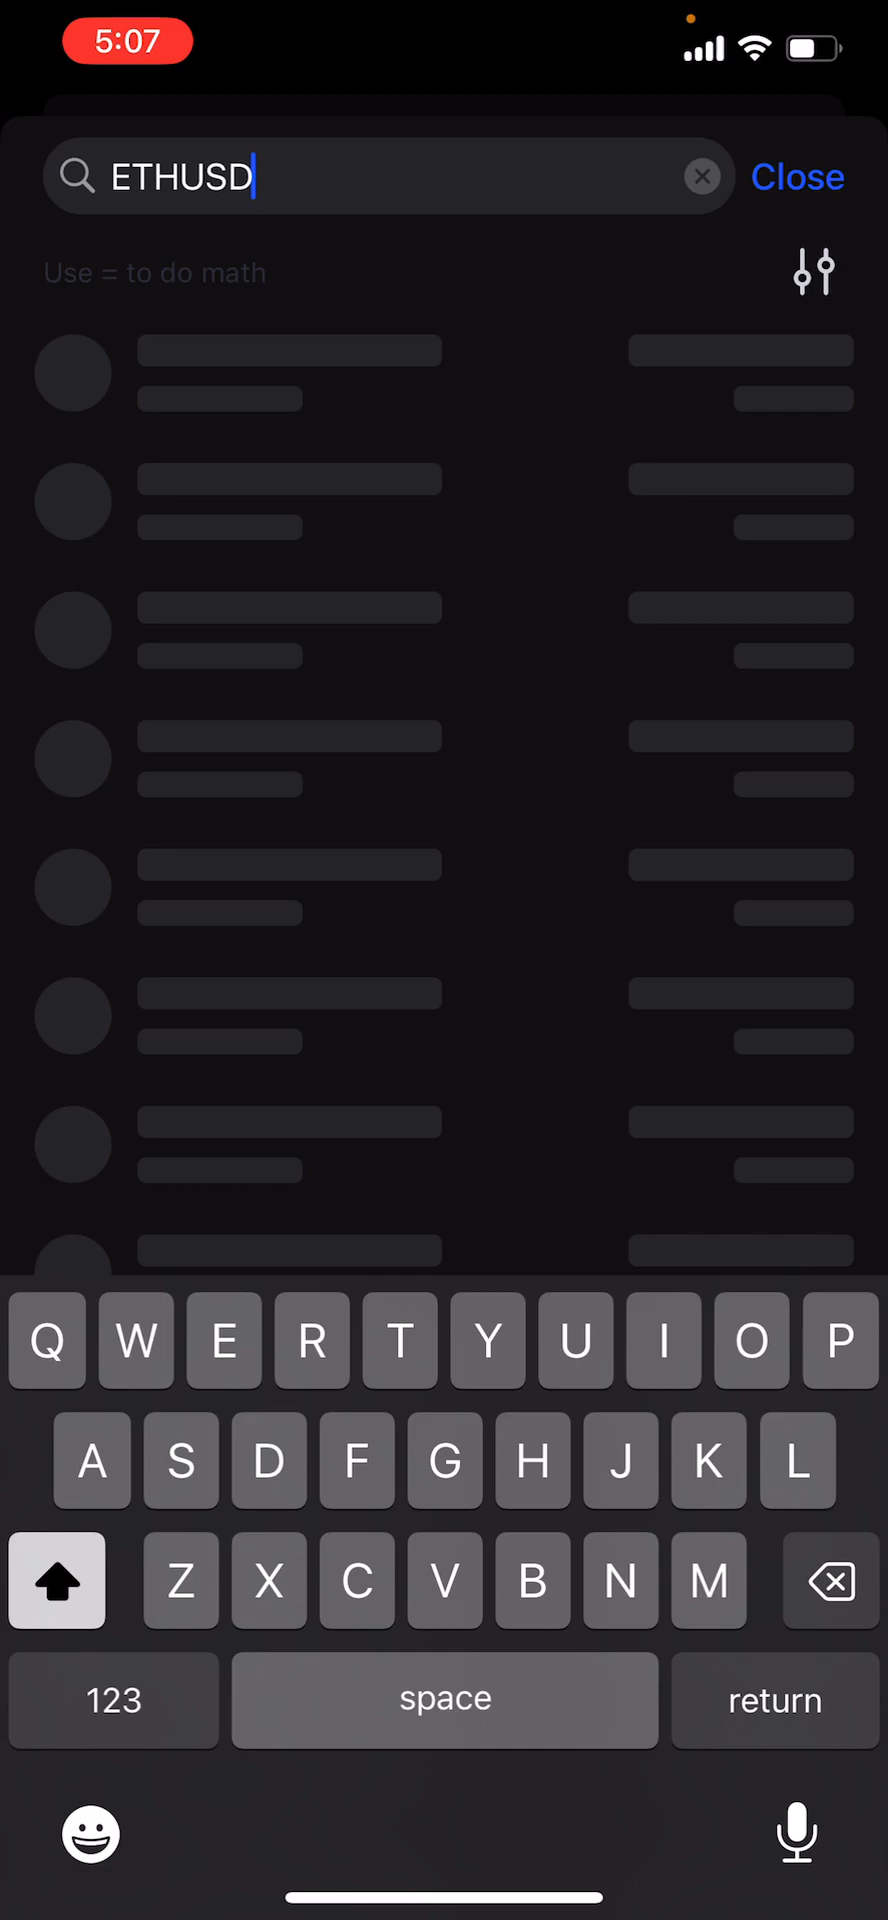 5:07
ETHUSD
Close
Use = to do math
Q W E R T Y U I O P
A S D F G H J K L
Z X C V B N M
123 space return